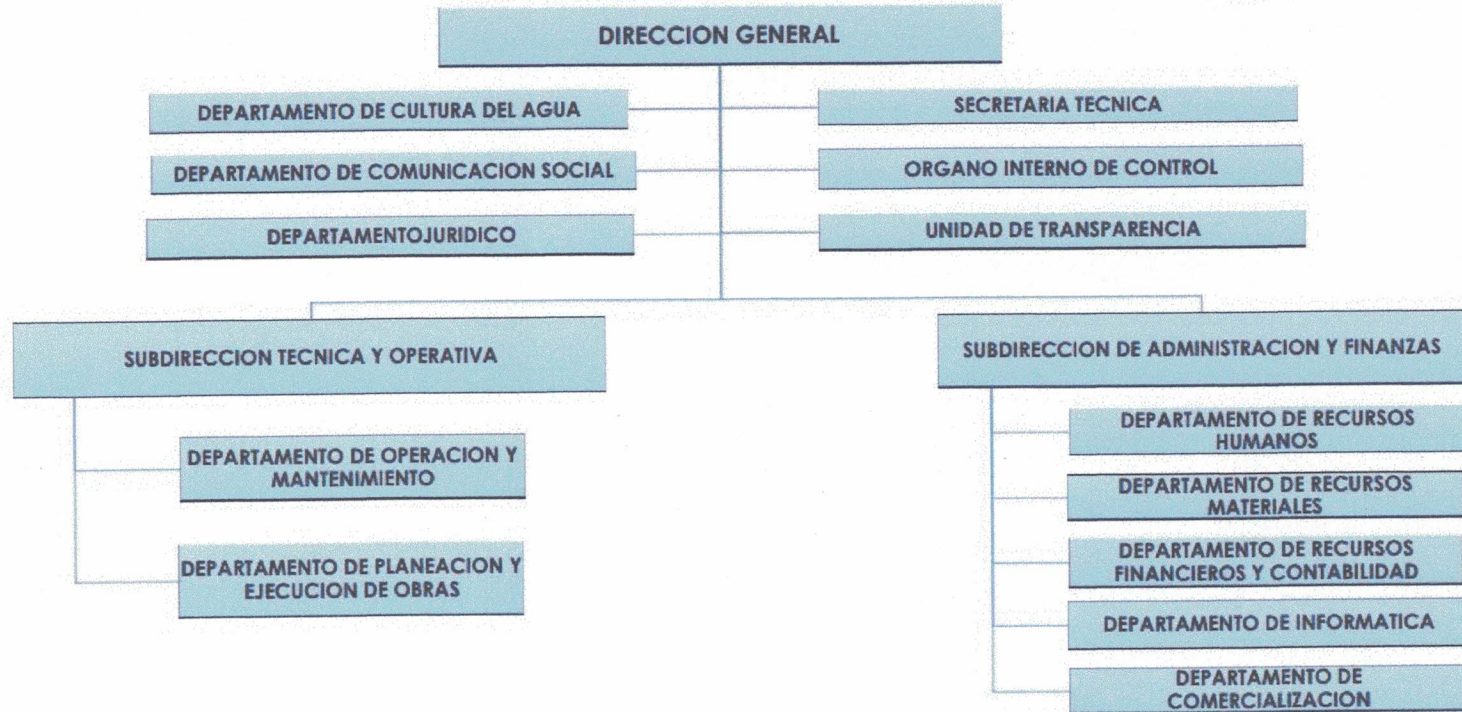 DIRECCION GENERAL
DEPARTAMENTO DE CULTURA DEL AGUA
SECRETARIA TECNICA
DEPARTAMENTO DE COMUNICACION SOCIAL
ORGANO INTERNO DE CONTROL
DEPARTAMENTOJURIDICO
UNIDAD DE TRANSPARENCIA
SUBDIRECCION TECNICA Y OPERATIVA
DEPARTAMENTO DE OPERACION Y
MANTENIMIENTO
DEPARTAMENTO DE PLANEACION Y
EJECUCION DE OBRAS
SUBDIRECCION DE ADMINISTRACION Y FINANZAS
DEPARTAMENTO DE RECURSOS
HUMANOS
DEPARTAMENTO DE RECURSOS
MATERIALES
DEPARTAMENTO DE RECURSOS
FINANCIEROS Y CONTABILIDAD
DEPARTAMENTO DE INFORMATICA
DEPARTAMENTO DE
COMERCIALIZACION